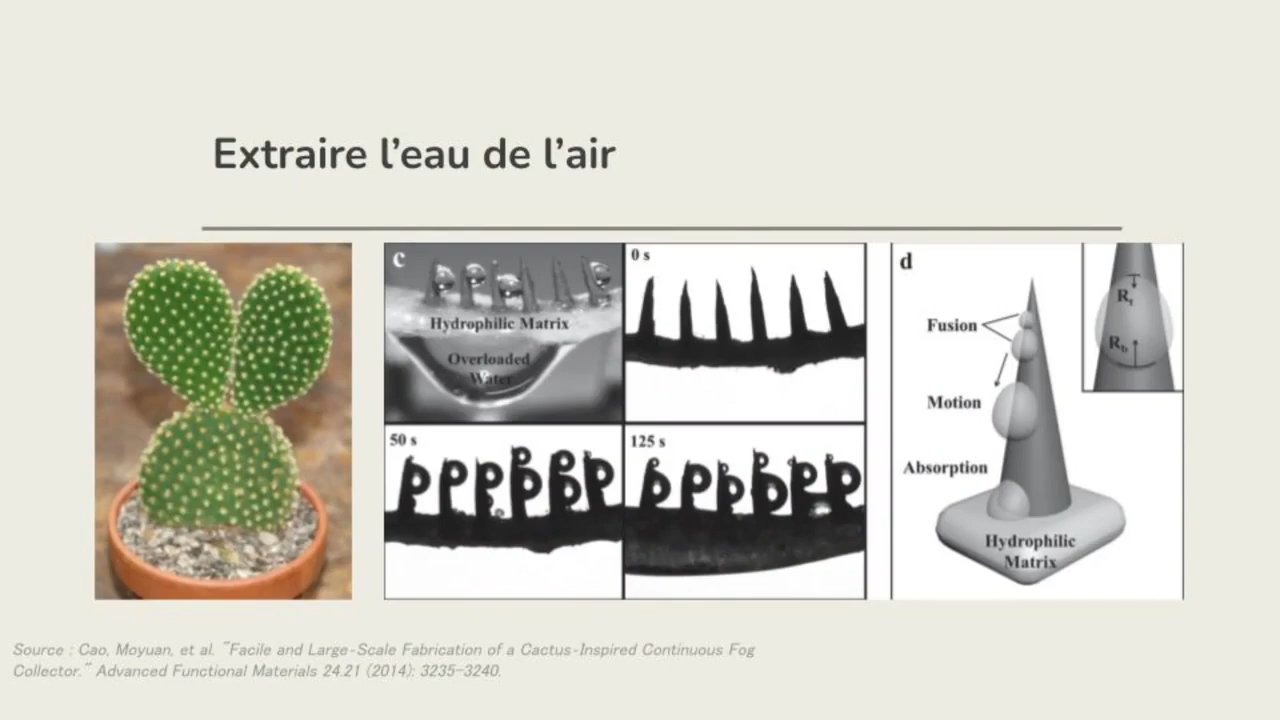 Extraire l’eau de l’air
c
Hydrophilic Matrix
Overloaded
Water
0 s
50 s
125 s
d
Fusion
Motion
Absorption
Hydrophilic
Matrix
Rt
Rb
Source : Cao, Moyuan, et al. "Facile and Large-Scale Fabrication of a Cactus-Inspired Continuous Fog
Collector." Advanced Functional Materials 24.21 (2014): 3235-3240.